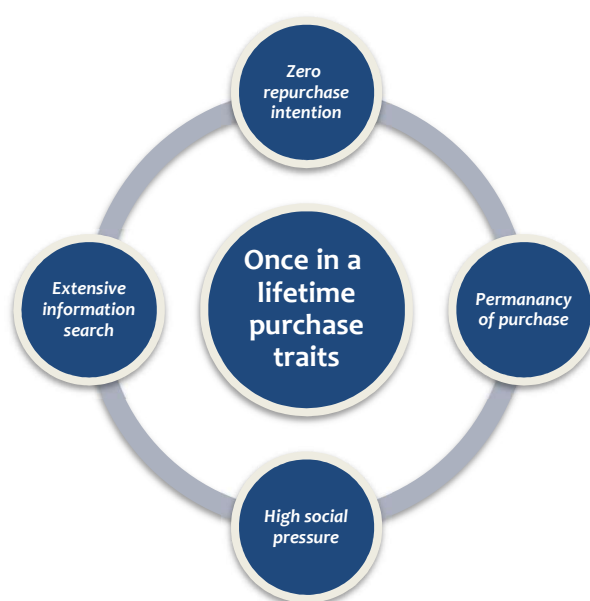 Zero
repurchase
intention
Once in a
lifetime
purchase
traits
Extensive
information
search
Permanancy
of purchase
High social
pressure